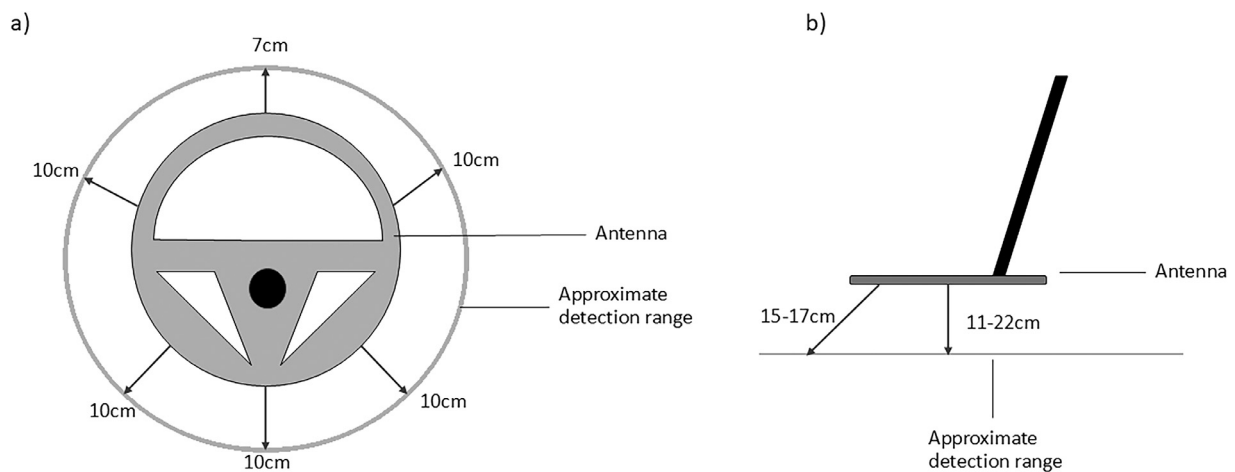 a)
7cm
10cm
10cm
Antenna
Approximate
detection range
10cm
10cm
10cm
b)
Antenna
15-17cm
11-22cm
Approximate
detection range